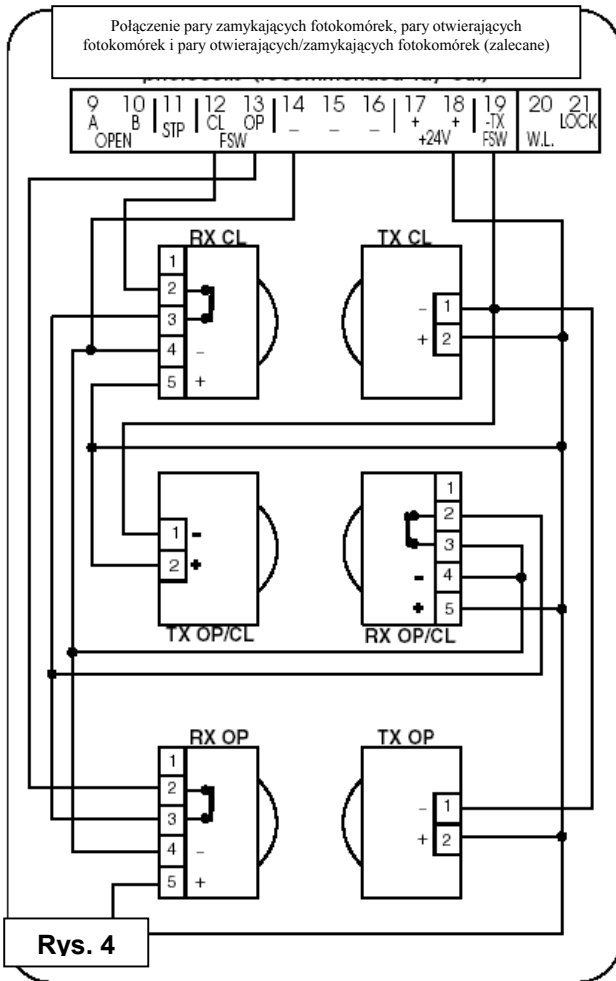 Połączenie pary zamykających fotokomórek, pary otwierających
fotokomórek i pary otwierających/zamykających fotokomórek (zalecane)
9 10 11 12 13 14 15 16 17 18 19 20 21
A B STP CL OP _ _ _ + + -TX LOCK
OPEN FSW +24V FSW W.L.
RX CL TX CL
1
2
3
4 –
5 +
– 1
+ 2
1 -
2 +
TX OP/CL
1
2
3
- 4
+ 5
RX OP/CL
RX OP TX OP
1
2
3
4 –
5 +
– 1
+ 2
Rys. 4